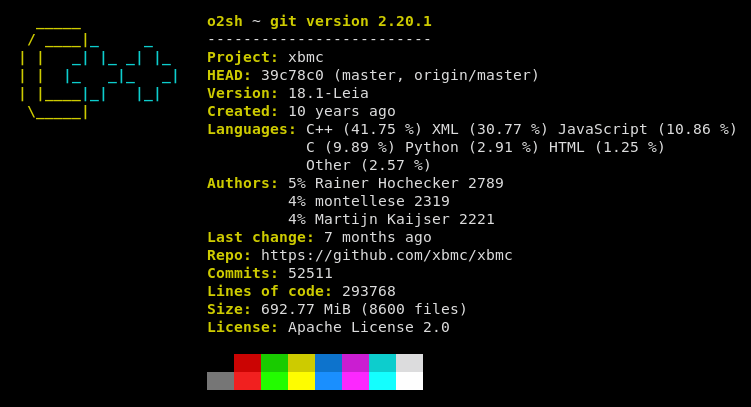 o2sh ~ git version 2.20.1
-------------------------
Project: xbmc
HEAD: 39c78c0 (master, origin/master)
Version: 18.1-Leia
Created: 10 years ago
Languages: C++ (41.75 %) XML (30.77 %) JavaScript (10.86 %)
C (9.89 %) Python (2.91 %) HTML (1.25 %)
Other (2.57 %)
Authors: 5% Rainer Hochecker 2789
4% montellese 2319
4% Martijn Kaijser 2221
Last change: 7 months ago
Repo: https://github.com/xbmc/xbmc
Commits: 52511
Lines of code: 293768
Size: 692.77 MiB (8600 files)
License: Apache License 2.0